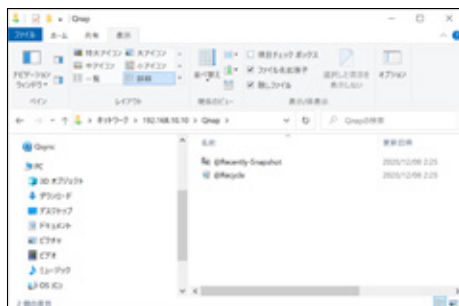 Qnap
ファイル ホーム 共有 表示
ナビゲーション ウィンドウ
特大アイコン 大アイコン
中アイコン 小アイコン
一覧 詳細
並べ替え
項目チェック ボックス
ファイル名拡張子
隠しファイル
選択した項目を表示しない
オプション
ペイン レイアウト 現在のビュー 表示/非表示
ネットワーク > 192.168.10.10 > Qnap >
Qnapの検索
名前 更新日時
@Recently-Snapshot 2020/12/08 2:25
@Recycle 2020/12/08 2:25
Qsync
PC
3D オブジェクト
ダウンロード
デスクトップ
ドキュメント
ピクチャ
ビデオ
ミュージック
OS (C:)
2 個の項目